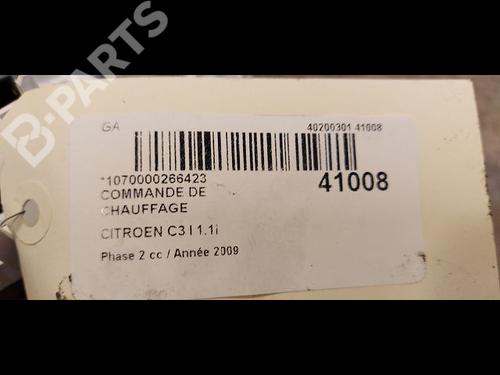 B-PARTS
GA 40200301 41008
*1070000266423 41008
COMMANDE DE
CHAUFFAGE
CITROEN C3 I 1.1i
Phase 2 cc / Année 2009